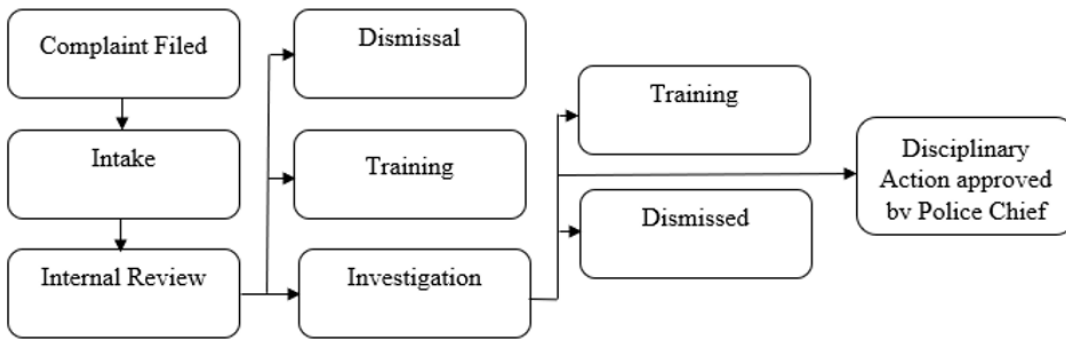 Complaint Filed
Intake
Internal Review
Dismissal
Training
Investigation
Training
Dismissed
Disciplinary
Action approved
bv Police Chief